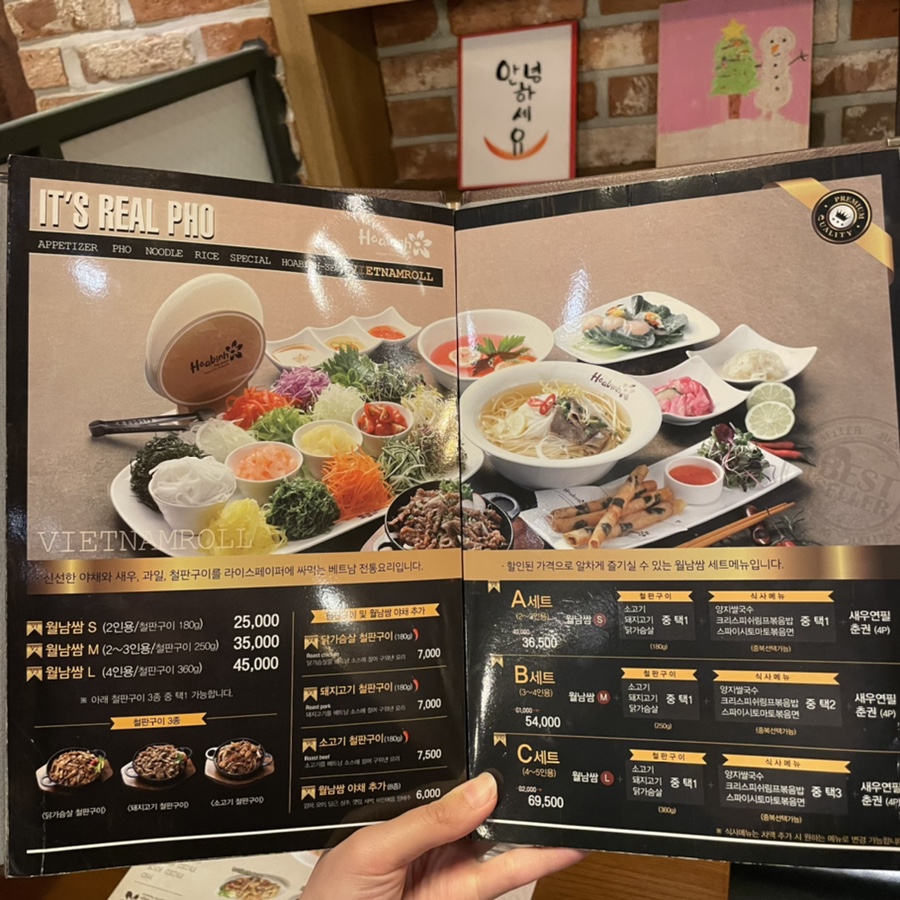 안녕
하
세
요
IT'S REAL PHO
Hoabinh
APPETIZER PHO NOODLE RICE SPECIAL VIETNAMROLL
PREMIUM
QUALITY
Hoabinh
Hoabinh
BEST
VIETNAMROLL
신선한 야채와 새우, 과일, 철판구이를 라이스페이퍼에 싸먹는 베트남 전통요리입니다.
월남쌈 S (2인용/철판구이 180g) 25,000
월남쌈 M (2~3인용/철판구이 250g) 35,000
월남쌈 L (4인용/철판구이 360g) 45,000
※ 아래 철판구이 3종 중 택1 가능합니다.
철판구이 3종
(닭가슴살 철판구이) (돼지고기 철판구이) (소고기 철판구이)
및 월남쌈 야채 추가
닭가슴살 철판구이 (180g)
Roast chicken
7,000
돼지고기 철판구이 (180g)
Roast pork
7,000
소고기 철판구이 (180g)
Roast beef
7,500
월남쌈 야채 추가
6,000
· 할인된 가격으로 알차게 즐기실 수 있는 월남쌈 세트메뉴입니다.
A세트
36,500
월남쌈 S
철판구이
소고기
돼지고기 중 택1
닭가슴살
(180g)
식사메뉴
양지쌀국수
크리스피쉬림프볶음밥 중 택1
스파이시토마토볶음면
(중복선택가능)
새우연필
춘권 (4P)
B세트
(3~4인용)
61,000
54,000
월남쌈 M
철판구이
소고기
돼지고기 중 택1
닭가슴살
(250g)
식사메뉴
양지쌀국수
크리스피쉬림프볶음밥 중 택2
스파이시토마토볶음면
(중복선택가능)
새우연필
춘권 (4P)
C세트
(4~5인용)
82,000
69,500
월남쌈 L
철판구이
소고기
돼지고기 중 택1
닭가슴살
(360g)
식사메뉴
양지쌀국수
크리스피쉬림프볶음밥 중 택3
스파이시토마토볶음면
(중복선택가능)
새우연필
춘권 (4P)
※ 식사메뉴는 차액 추가 시 원하는 메뉴로 변경 가능합니